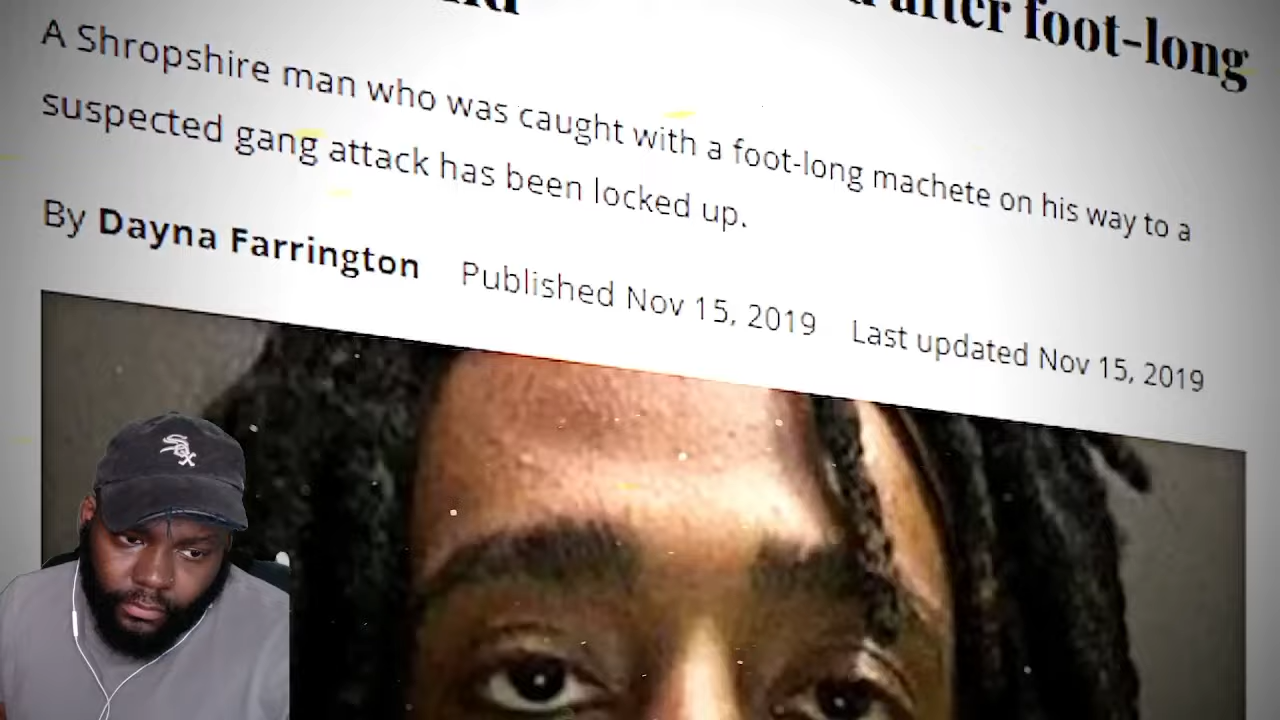 after foot-long
A Shropshire man who was caught with a foot-long machete on his way to a
suspected gang attack has been locked up.
By Dayna Farrington Published Nov 15, 2019 Last updated Nov 15, 2019
Sox